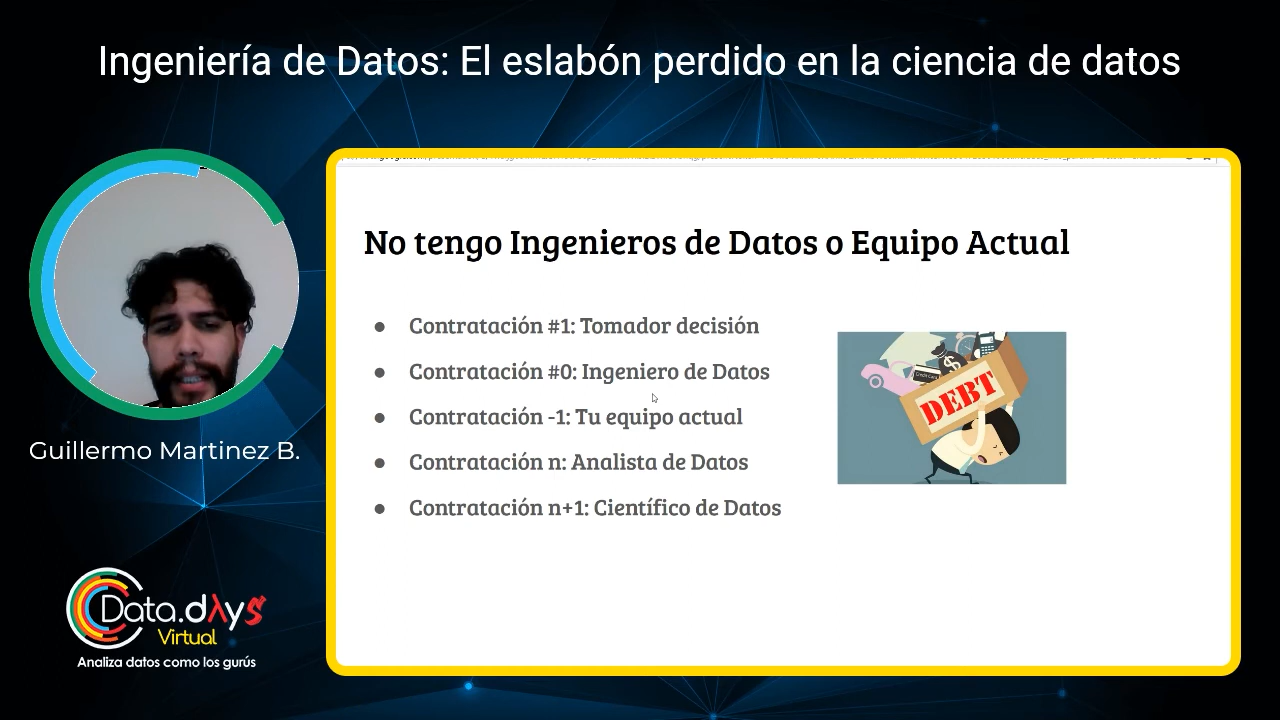 Ingeniería de Datos: El eslabón perdido en la ciencia de datos
No tengo Ingenieros de Datos o Equipo Actual
● Contratación #1: Tomador decisión
● Contratación #0: Ingeniero de Datos
● Contratación -1: Tu equipo actual
● Contratación n: Analista de Datos
● Contratación n+1: Científico de Datos
DEBT
Guillermo Martinez B.
Data.dλys
Virtual
Analiza datos como los gurús